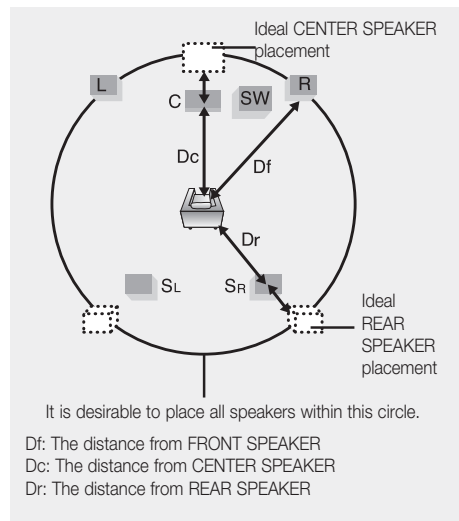 Ideal CENTER SPEAKER
placement
L
R
C
SW
Dc
Df
Dr
SL
SR
Ideal
REAR
SPEAKER
placement
It is desirable to place all speakers within this circle.
Df: The distance from FRONT SPEAKER
Dc: The distance from CENTER SPEAKER
Dr: The distance from REAR SPEAKER